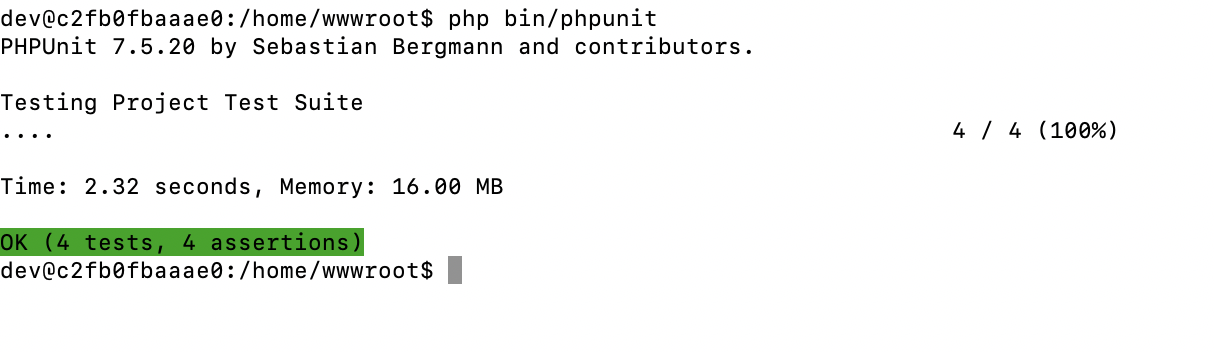 dev@c2fb0fbaaae0:/home/wwwroot$ php bin/phpunit
PHPUnit 7.5.20 by Sebastian Bergmann and contributors.
Testing Project Test Suite
.... 4 / 4 (100%)
Time: 2.32 seconds, Memory: 16.00 MB
OK (4 tests, 4 assertions)
dev@c2fb0fbaaae0:/home/wwwroot$